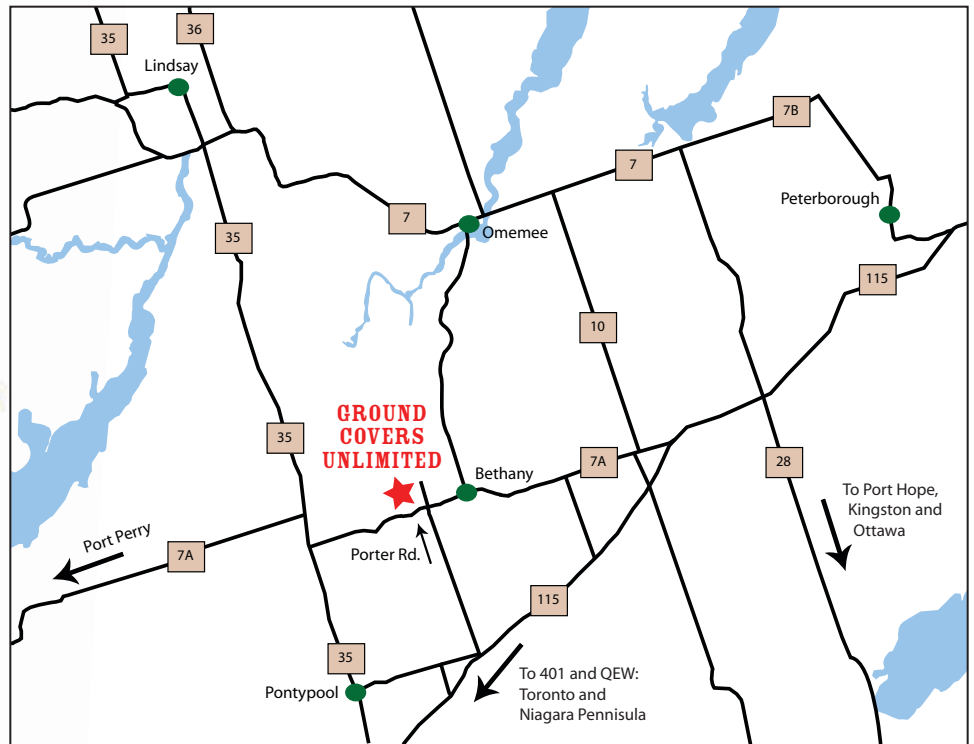 35
36
Lindsay
7B
7
Peterborough
7
Omemee
35
115
10
GROUND
COVERS
UNLIMITED
35
Bethany
7A
28
To Port Hope,
Kingston and
Ottawa
Port Perry
7A
Porter Rd.
115
35
Pontypool
To 401 and QEW:
Toronto and
Niagara Pennisula